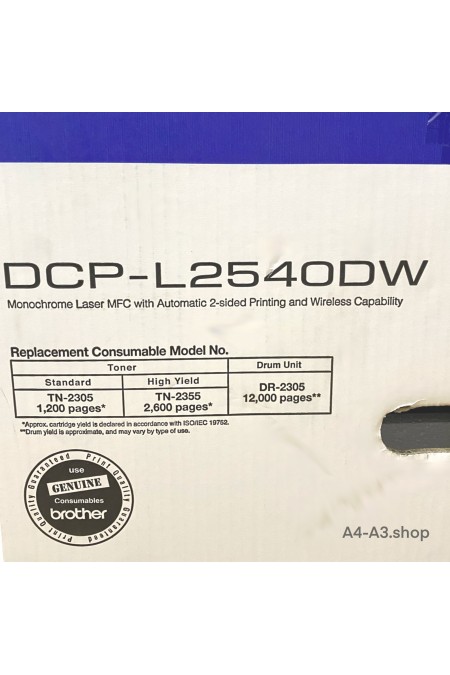 DCP-L2540DW
Monochrome Laser MFC with Automatic 2-sided Printing and Wireless Capability
Replacement Consumable Model No.
Toner Drum Unit
Standard High Yield
TN-2305 TN-2355 DR-2305
1,200 pages* 2,600 pages* 12,000 pages**
*Approx. cartridge yield is declared in accordance with ISO/IEC 19752.
**Drum yield is approximate, and may vary by type of use.
Print Quality Guaranteed Print Quality Guaranteed
use
GENUINE
Consumables
brother
A4-A3.shop